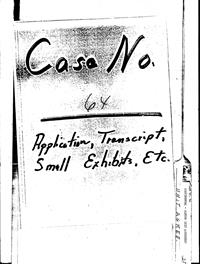 Case No.
64
Application, Transcript,
Small Exhibits, Etc.